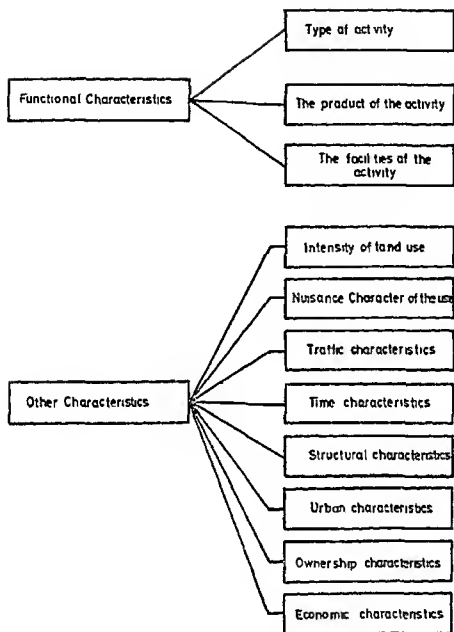 Type of activity
Functional Characteristics
The product of the activity
The facilities of the
activity
Intensity of land use
Nuisance Character of the use
Traffic characteristics
Other Characteristics
Time characteristics
Structural characteristics
Urban characteristics
Ownership characteristics
Economic characteristics